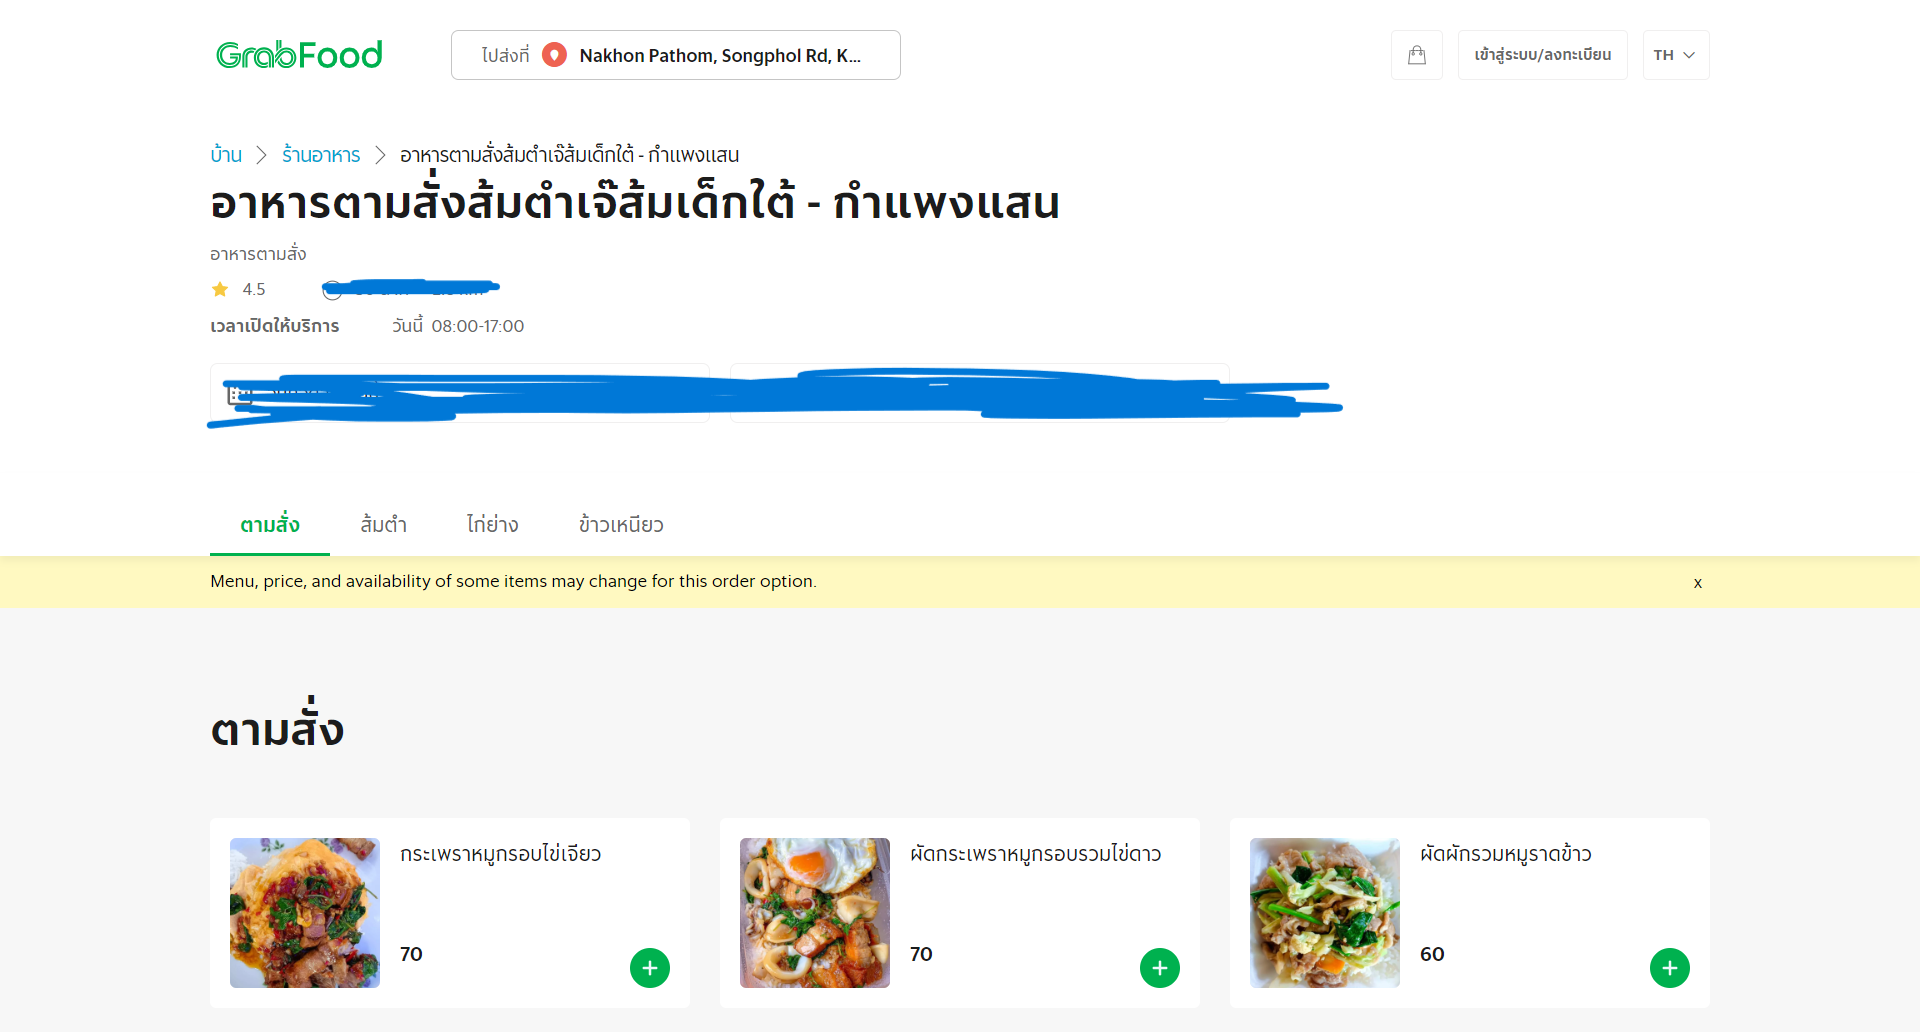 GrabFood
ไปส่งที่ Nakhon Pathom, Songphol Rd, K...
เข้าสู่ระบบ/ลงทะเบียน
TH
บ้าน
ร้านอาหาร
อาหารตามสั่งส้มตำเจ๊ส้มเด็กใต้ - กำแพงแสน
อาหารตามสั่งส้มตำเจ๊ส้มเด็กใต้ - กำแพงแสน
อาหารตามสั่ง
4.5
เวลาเปิดให้บริการ วันนี้ 08:00-17:00
ตามสั่ง ส้มตำ ไก่ย่าง ข้าวเหนียว
Menu, price, and availability of some items may change for this order option. x
ตามสั่ง
กระเพราหมูกรอบไข่เจียว
70
ผัดกระเพราหมูกรอบรวมไข่ดาว
70
ผัดผักรวมหมูราดข้าว
60